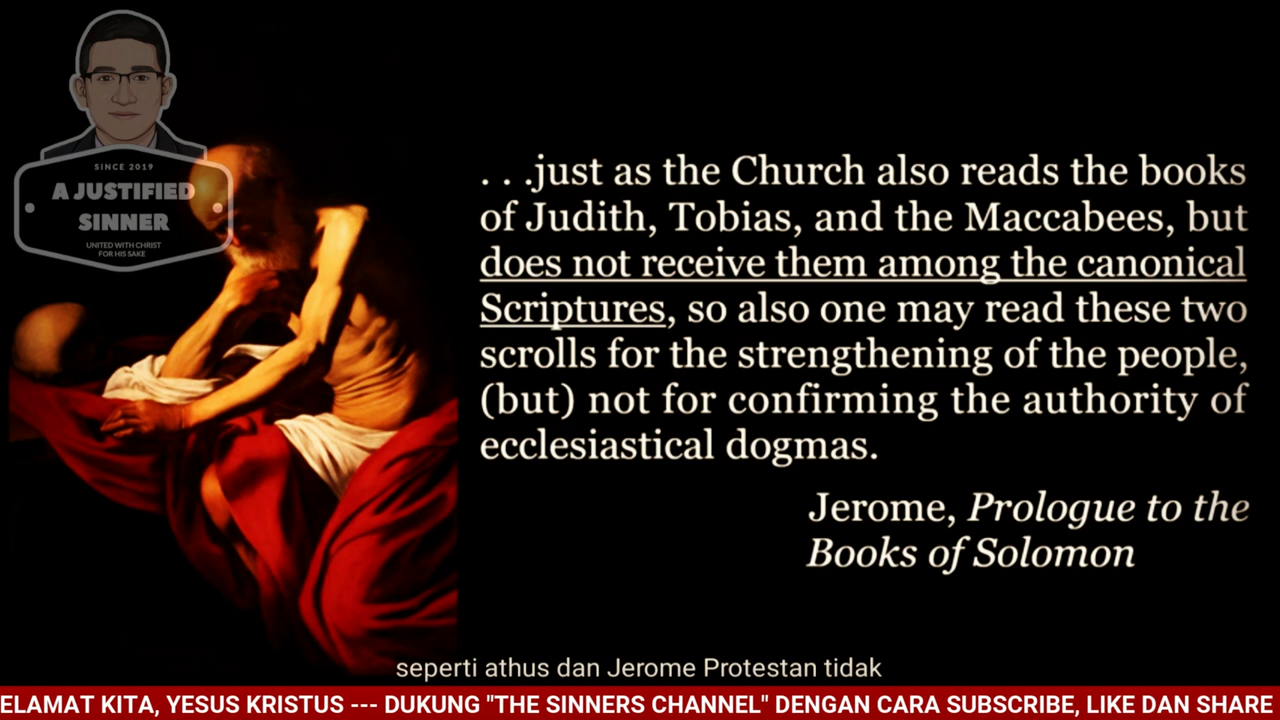 SINCE 2019
A JUSTIFIED
SINNER
UNITED WITH CHRIST
FOR HIS SAKE
. . .just as the Church also reads the books
of Judith, Tobias, and the Maccabees, but
does not receive them among the canonical
Scriptures, so also one may read these two
scrolls for the strengthening of the people,
(but) not for confirming the authority of
ecclesiastical dogmas.
Jerome, Prologue to the
Books of Solomon
seperti athus dan Jerome Protestan tidak
ELAMAT KITA, YESUS KRISTUS --- DUKUNG "THE SINNERS CHANNEL" DENGAN CARA SUBSCRIBE, LIKE DAN SHARE